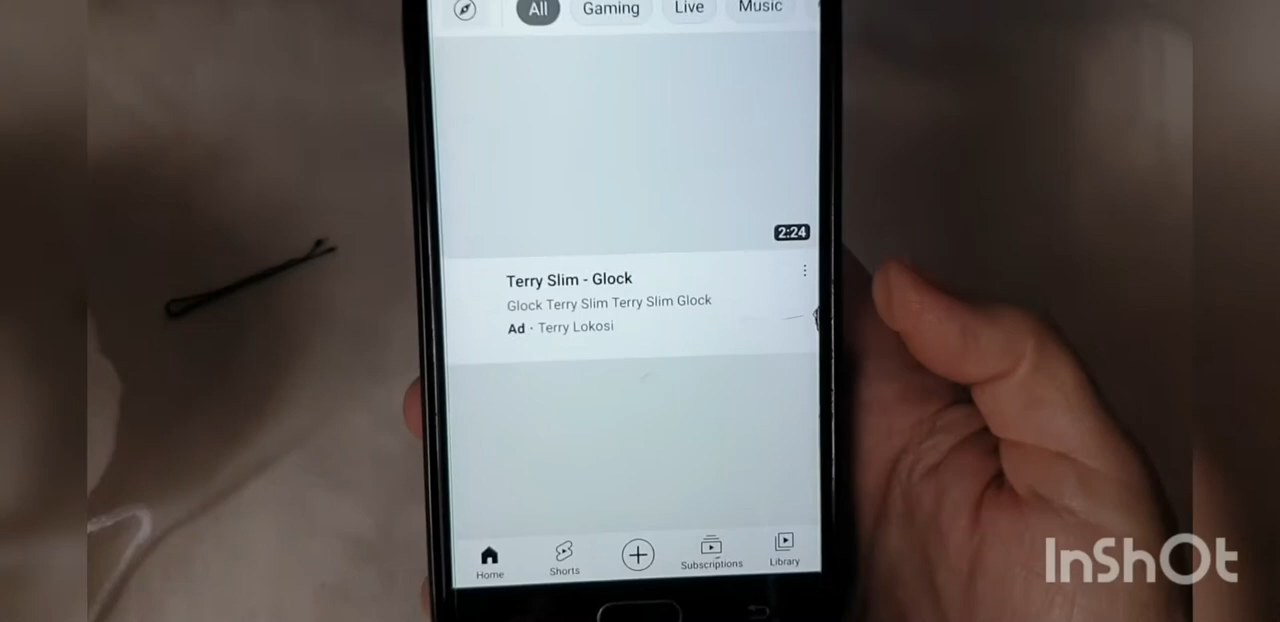 All
Gaming
Live
Music
2:24
Terry Slim - Glock
Glock Terry Slim Terry Slim Glock
Ad · Terry Lokosi
Home
Shorts
Subscriptions
Library
InShOt